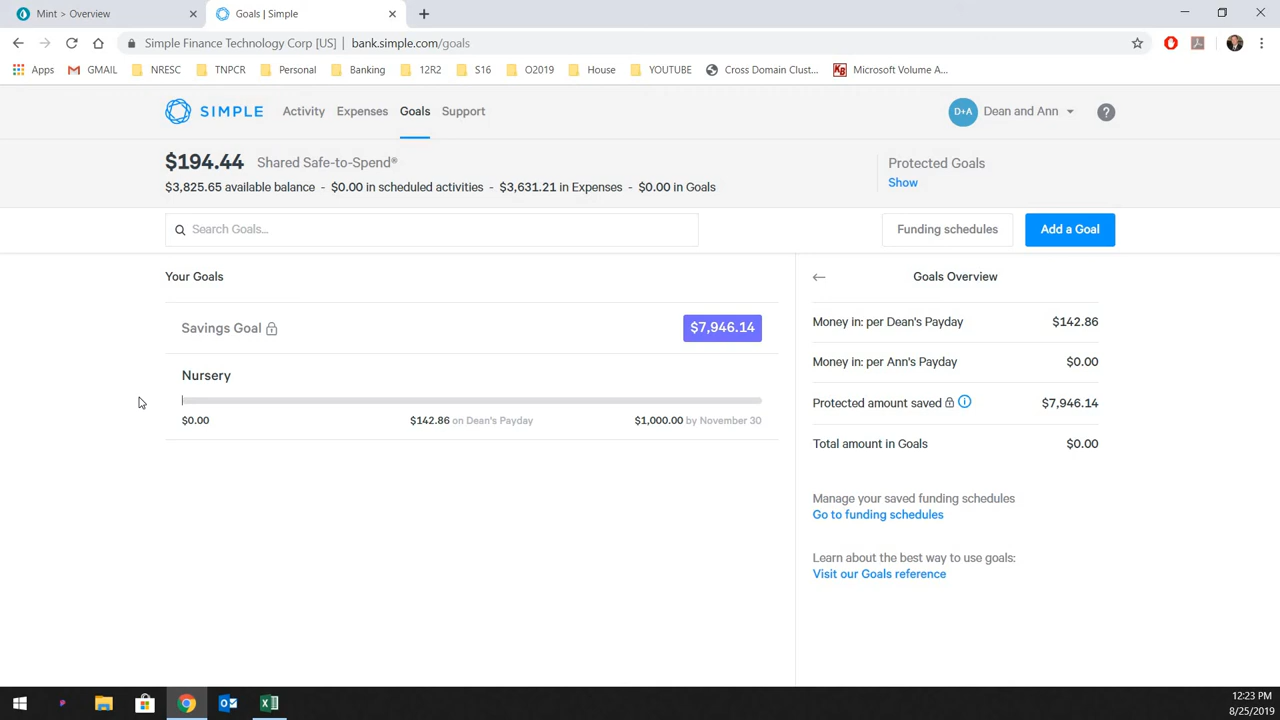 Mint > Overview
Goals | Simple
Simple Finance Technology Corp [US] | bank.simple.com/goals
Apps GMAIL NRESC TNPCR Personal Banking 12R2 S16 O2019 House YOUTUBE Cross Domain Clust... KB Microsoft Volume A...
SIMPLE Activity Expenses Goals Support D+A Dean and Ann ?
$194.44 Shared Safe-to-Spend®
$3,825.65 available balance - $0.00 in scheduled activities - $3,631.21 in Expenses - $0.00 in Goals
Protected Goals
Show
Search Goals...
Funding schedules
Add a Goal
Your Goals
Savings Goal $7,946.14
Nursery
$0.00 $142.86 on Dean's Payday $1,000.00 by November 30
Goals Overview
Money in: per Dean's Payday $142.86
Money in: per Ann's Payday $0.00
Protected amount saved $7,946.14
Total amount in Goals $0.00
Manage your saved funding schedules
Go to funding schedules
Learn about the best way to use goals:
Visit our Goals reference
12:23 PM
8/25/2019